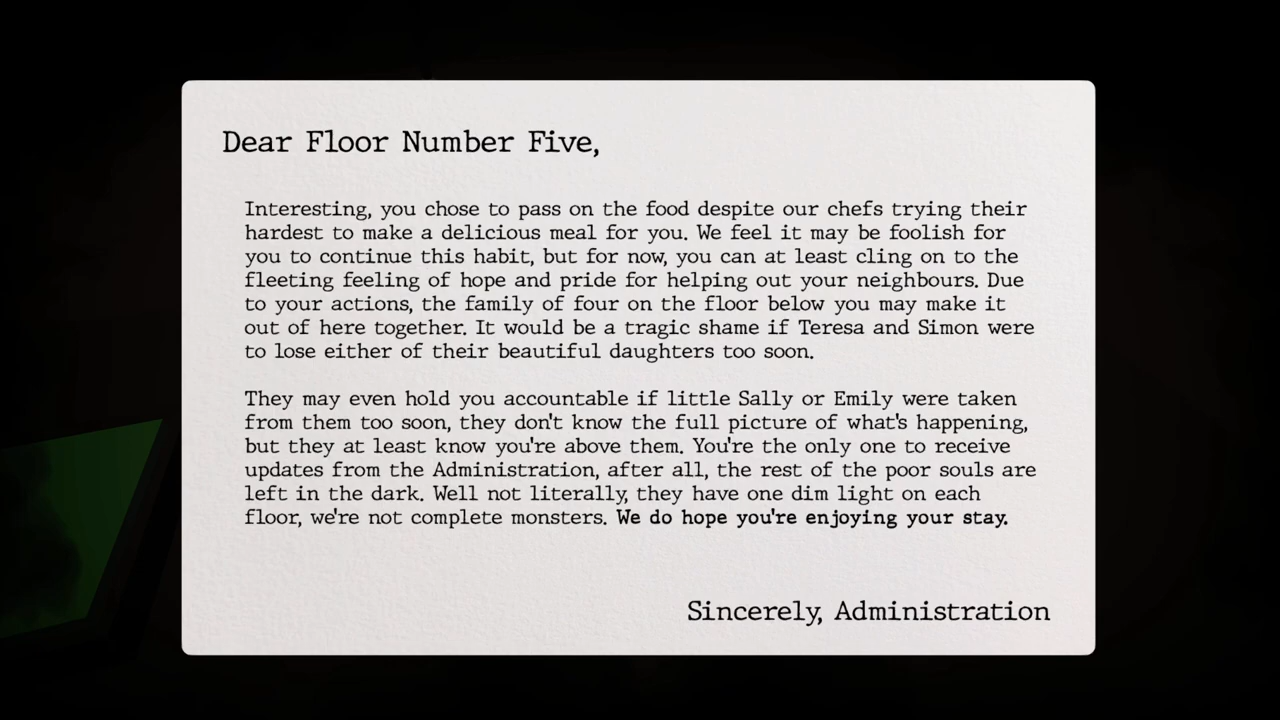 Dear Floor Number Five,
Interesting, you chose to pass on the food despite our chefs trying their
hardest to make a delicious meal for you. We feel it may be foolish for
you to continue this habit, but for now, you can at least cling on to the
fleeting feeling of hope and pride for helping out your neighbours. Due
to your actions, the family of four on the floor below you may make it
out of here together. It would be a tragic shame if Teresa and Simon were
to lose either of their beautiful daughters too soon.
They may even hold you accountable if little Sally or Emily were taken
from them too soon, they don't know the full picture of what's happening,
but they at least know you're above them. You're the only one to receive
updates from the Administration, after all, the rest of the poor souls are
left in the dark. Well not literally, they have one dim light on each
floor, we're not complete monsters. We do hope you're enjoying your stay.
Sincerely, Administration